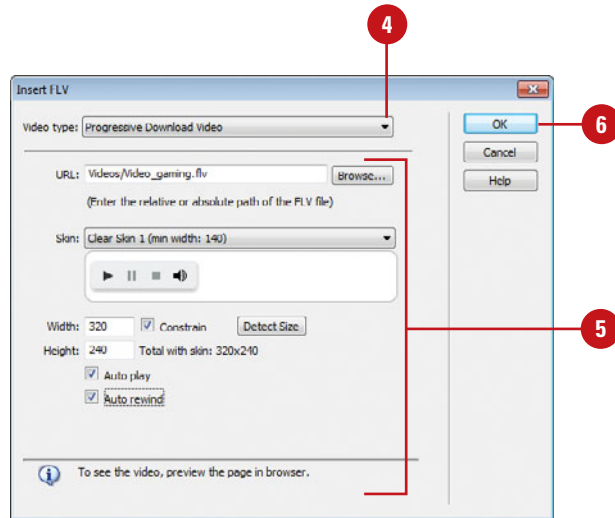 4
Insert FLV
Video type: Progressive Download Video
OK
6
Cancel
URL: Videos/Video_gaming.flv Browse...
Help
(Enter the relative or absolute path of the FLV file)
Skin: Clear Skin 1 (min width: 140)
Width: 320 Constrain Detect Size
5
Height: 240 Total with skin: 320x240
Auto play
Auto rewind
To see the video, preview the page in browser.